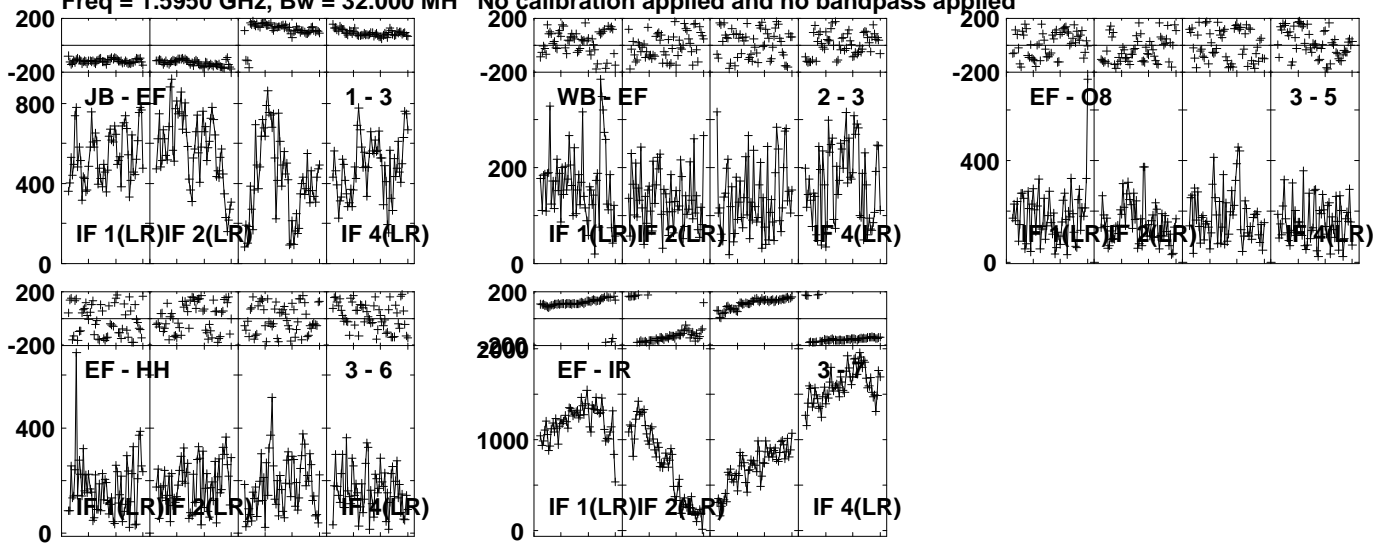 Freq = 1.5950 GHz, Bw = 32.000 MH No calibration applied and no bandpass applied
200
-200
JB - EF 1 - 3
800
400
0
IF 1(LR) IF 2(LR) IF 4(LR)
200
-200
WB - EF 2 - 3
200
0
IF 1(LR) IF 2(LR) IF 4(LR)
200
-200
EF - O8 3 - 5
400
0
IF 1(LR) IF 2(LR) IF 4(LR)
200
-200
EF - HH 3 - 6
400
0
IF 1(LR) IF 2(LR) IF 4(LR)
200
-200
2000
EF - IR 3 - 7
1000
0
IF 1(LR) IF 2(LR) IF 4(LR)